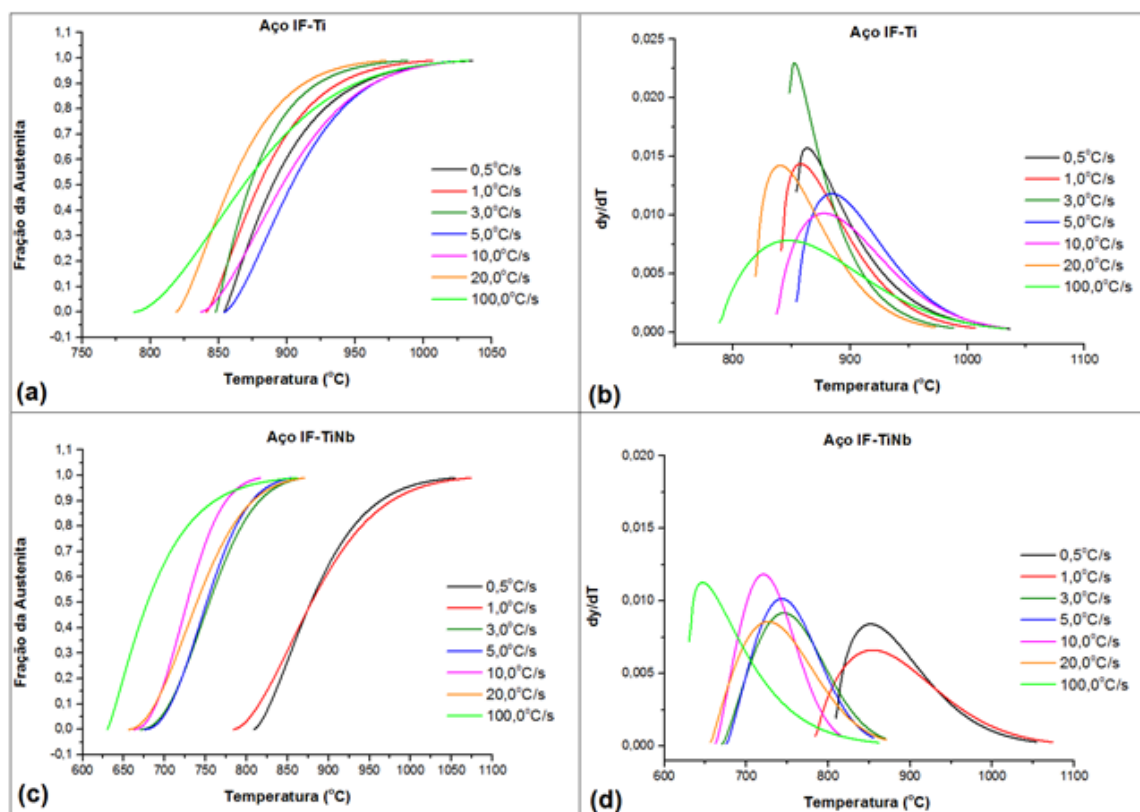 Aço IF-Ti
1,1
1,0
0,9
0,8
0,7
0,6
0,5
0,4
0,3
0,2
0,1
0,0
-0,1
Fração da Austenita
0,5°C/s
1,0°C/s
3,0°C/s
5,0°C/s
10,0°C/s
20,0°C/s
100,0°C/s
750 800 850 900 950 1000 1050
Temperatura (°C)
(a)
Aço IF-Ti
0,025
0,020
0,015
0,010
0,005
0,000
dy/dT
0,5°C/s
1,0°C/s
3,0°C/s
5,0°C/s
10,0°C/s
20,0°C/s
100,0°C/s
800 900 1000 1100
Temperatura (°C)
(b)
Aço IF-TiNb
1,1
1,0
0,9
0,8
0,7
0,6
0,5
0,4
0,3
0,2
0,1
0,0
-0,1
Fração da Austenita
0,5°C/s
1,0°C/s
3,0°C/s
5,0°C/s
10,0°C/s
20,0°C/s
100,0°C/s
600 650 700 750 800 850 900 950 1000 1050 1100
Temperatura (°C)
(c)
Aço IF-TiNb
0,020
0,015
0,010
0,005
0,000
dy/dT
0,5°C/s
1,0°C/s
3,0°C/s
5,0°C/s
10,0°C/s
20,0°C/s
100,0°C/s
600 700 800 900 1000 1100
Temperatura (°C)
(d)